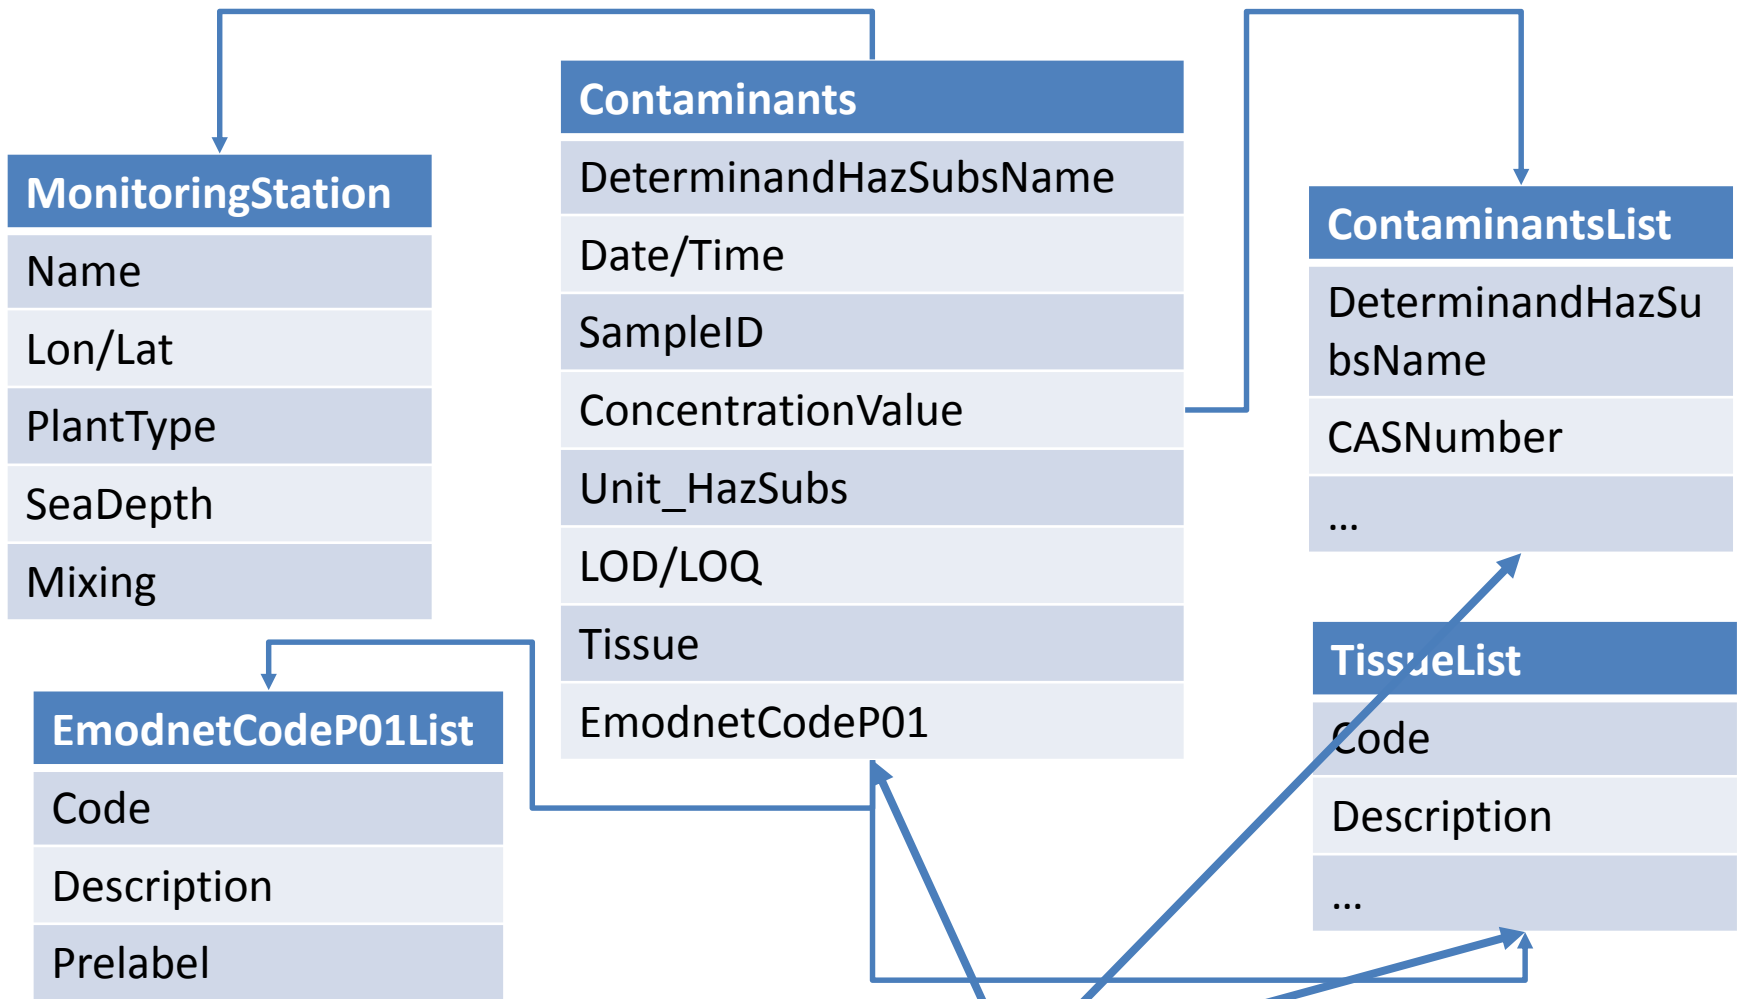 MonitoringStation
Name
Lon/Lat
PlantType
SeaDepth
Mixing
EmodnetCodeP01List
Code
Description
Prelabel
Contaminants
DeterminandHazSubsName
Date/Time
SampleID
ConcentrationValue
Unit_HazSubs
LOD/LOQ
Tissue
EmodnetCodeP01
ContaminantsList
DeterminandHazSu
bsName
CASNumber
...
TissueList
Code
Description
...